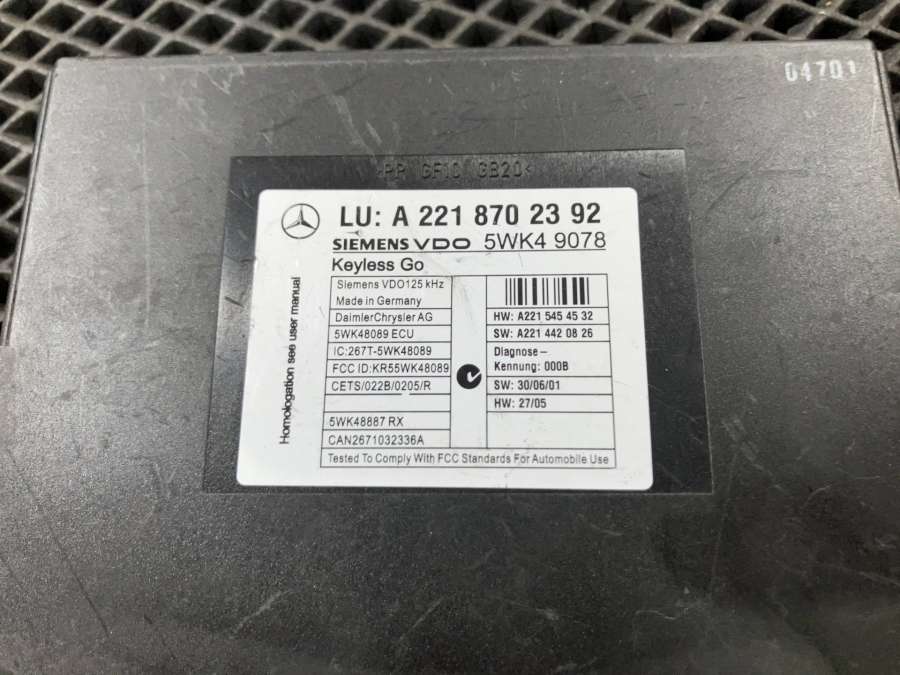 04701
>PP GF10 GB20<
LU: A 221 870 23 92
SIEMENS VDO 5WK4 9078
Keyless Go
Homologation see user manual
Siemens VDO125 kHz
Made in Germany
DaimlerChrysler AG
5WK48089 ECU
IC:267T-5WK48089
FCC ID:KR55WK48089
CETS/022B/0205/R
5WK48887 RX
CAN2671032336A
HW: A221 545 45 32
SW: A221 442 08 26
Diagnose–
Kennung: 000B
SW: 30/06/01
HW: 27/05
Tested To Comply With FCC Standards For Automobile Use